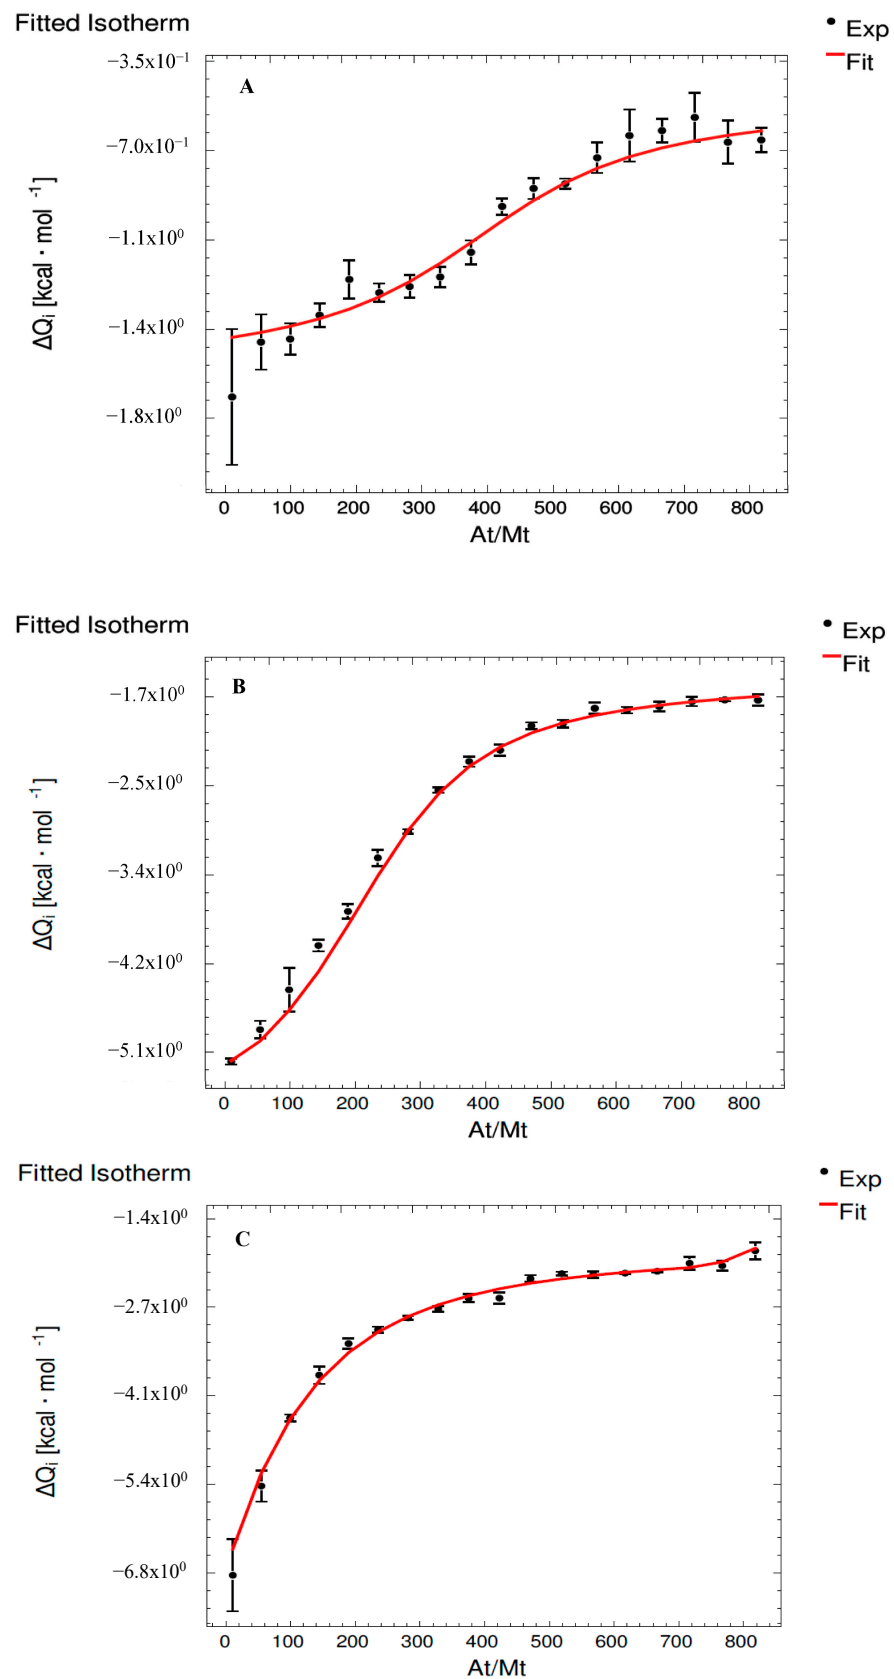 Fitted Isotherm
Exp
Fit
A
−3.5x10⁻¹
−7.0x10⁻¹
−1.1x10⁰
−1.4x10⁰
−1.8x10⁰
ΔQᵢ [kcal · mol ⁻¹]
0 100 200 300 400 500 600 700 800
At/Mt
Fitted Isotherm
Exp
Fit
B
−1.7x10⁰
−2.5x10⁰
−3.4x10⁰
−4.2x10⁰
−5.1x10⁰
ΔQᵢ [kcal · mol ⁻¹]
0 100 200 300 400 500 600 700 800
At/Mt
Fitted Isotherm
Exp
Fit
C
−1.4x10⁰
−2.7x10⁰
−4.1x10⁰
−5.4x10⁰
−6.8x10⁰
ΔQᵢ [kcal · mol ⁻¹]
0 100 200 300 400 500 600 700 800
At/Mt